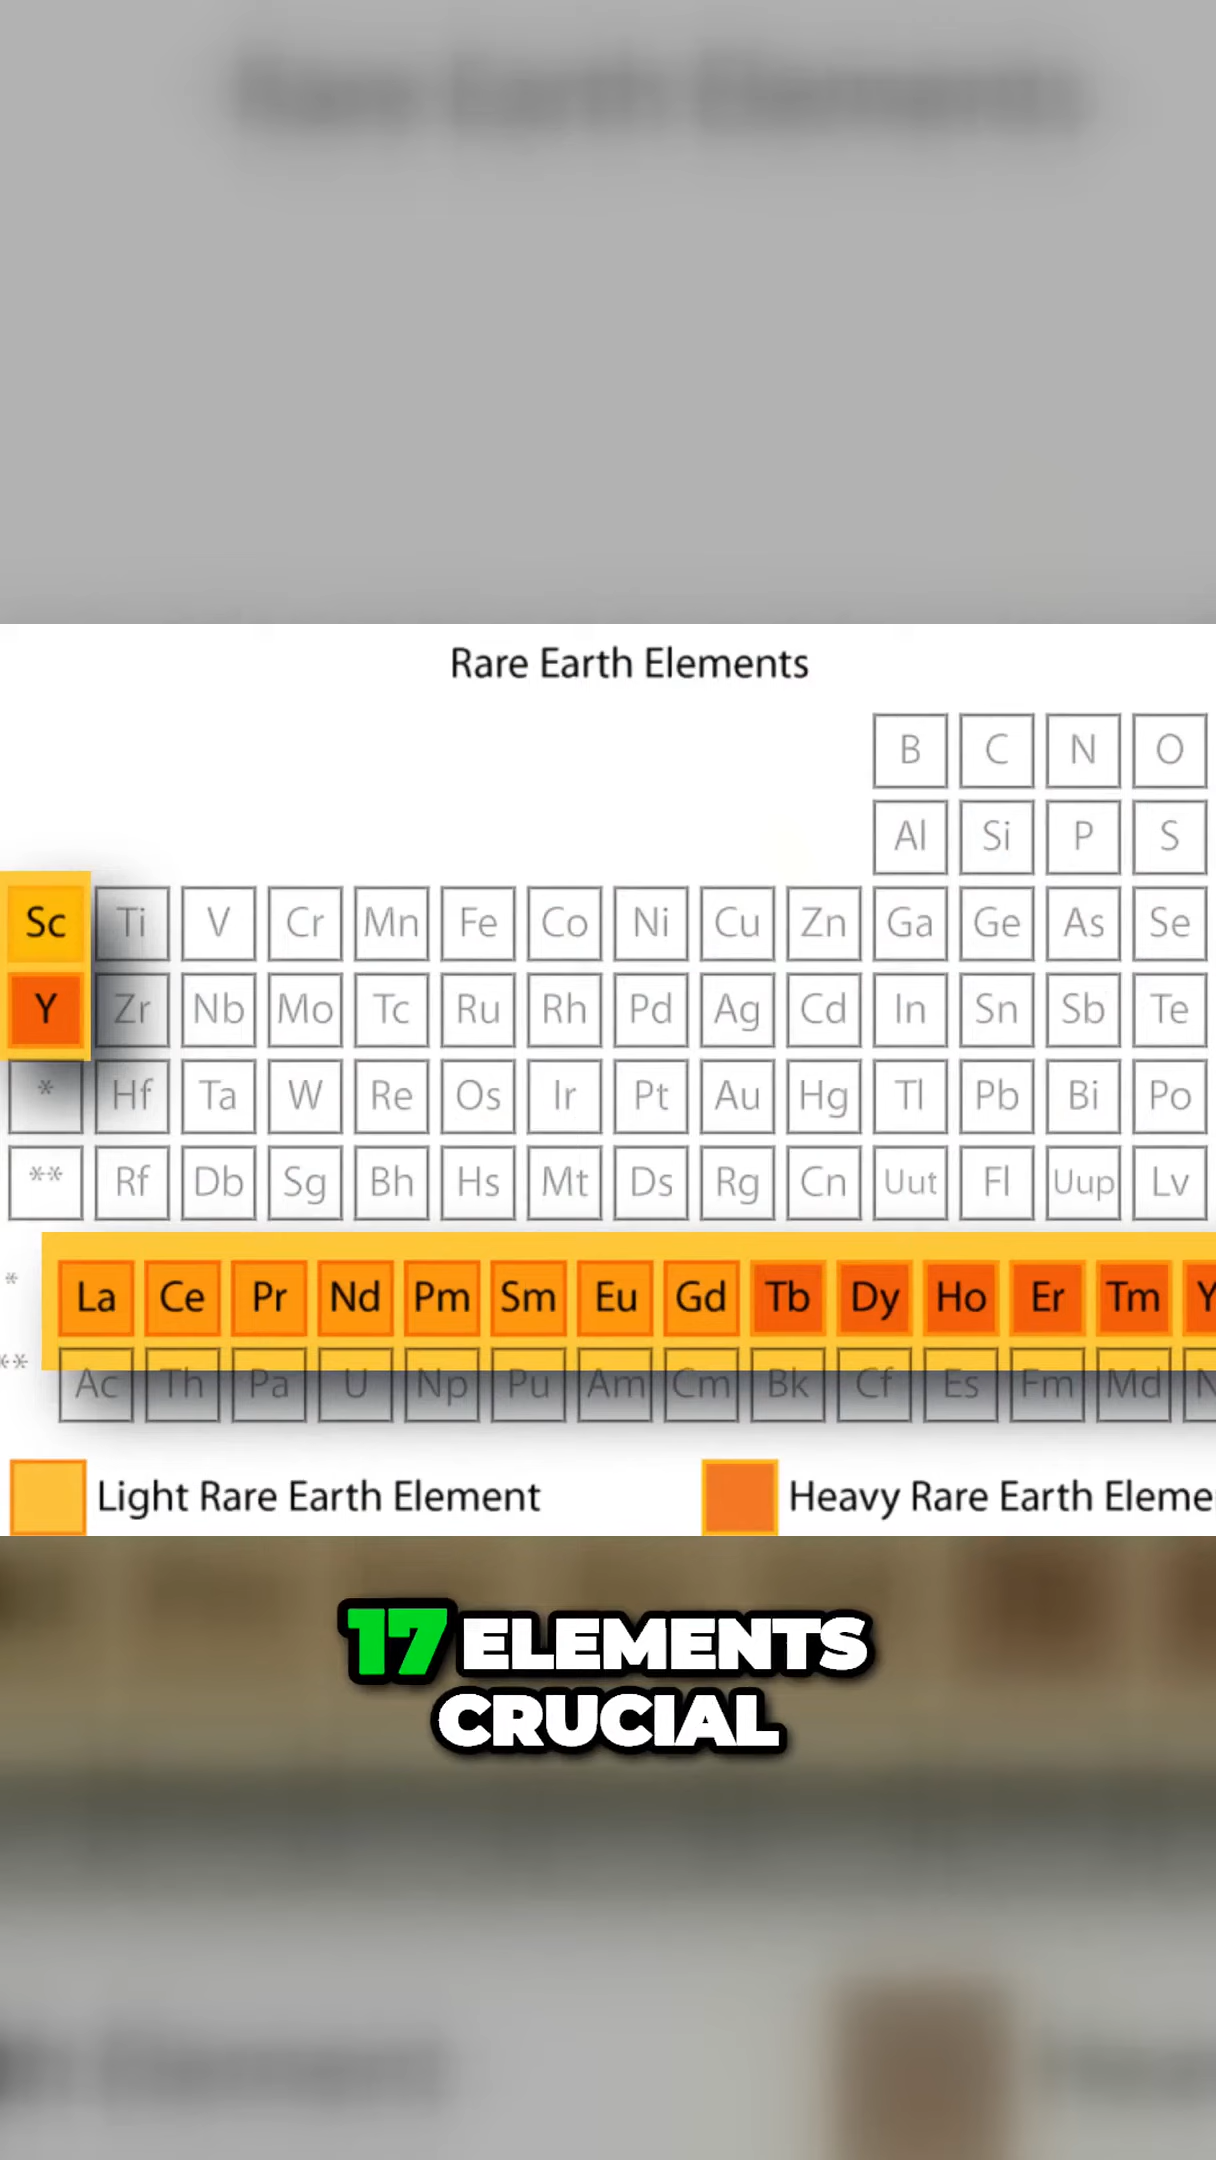 Rare Earth Elements
B C N O
Al Si P S
Sc Ti V Cr Mn Fe Co Ni Cu Zn Ga Ge As Se
Y Zr Nb Mo Tc Ru Rh Pd Ag Cd In Sn Sb Te
* Hf Ta W Re Os Ir Pt Au Hg Tl Pb Bi Po
** Rf Db Sg Bh Hs Mt Ds Rg Cn Uut Fl Uup Lv
* La Ce Pr Nd Pm Sm Eu Gd Tb Dy Ho Er Tm Y
** Ac Th Pa U Np Pu Am Cm Bk Cf Es Fm Md N
Light Rare Earth Element Heavy Rare Earth Eleme
17 ELEMENTS
CRUCIAL